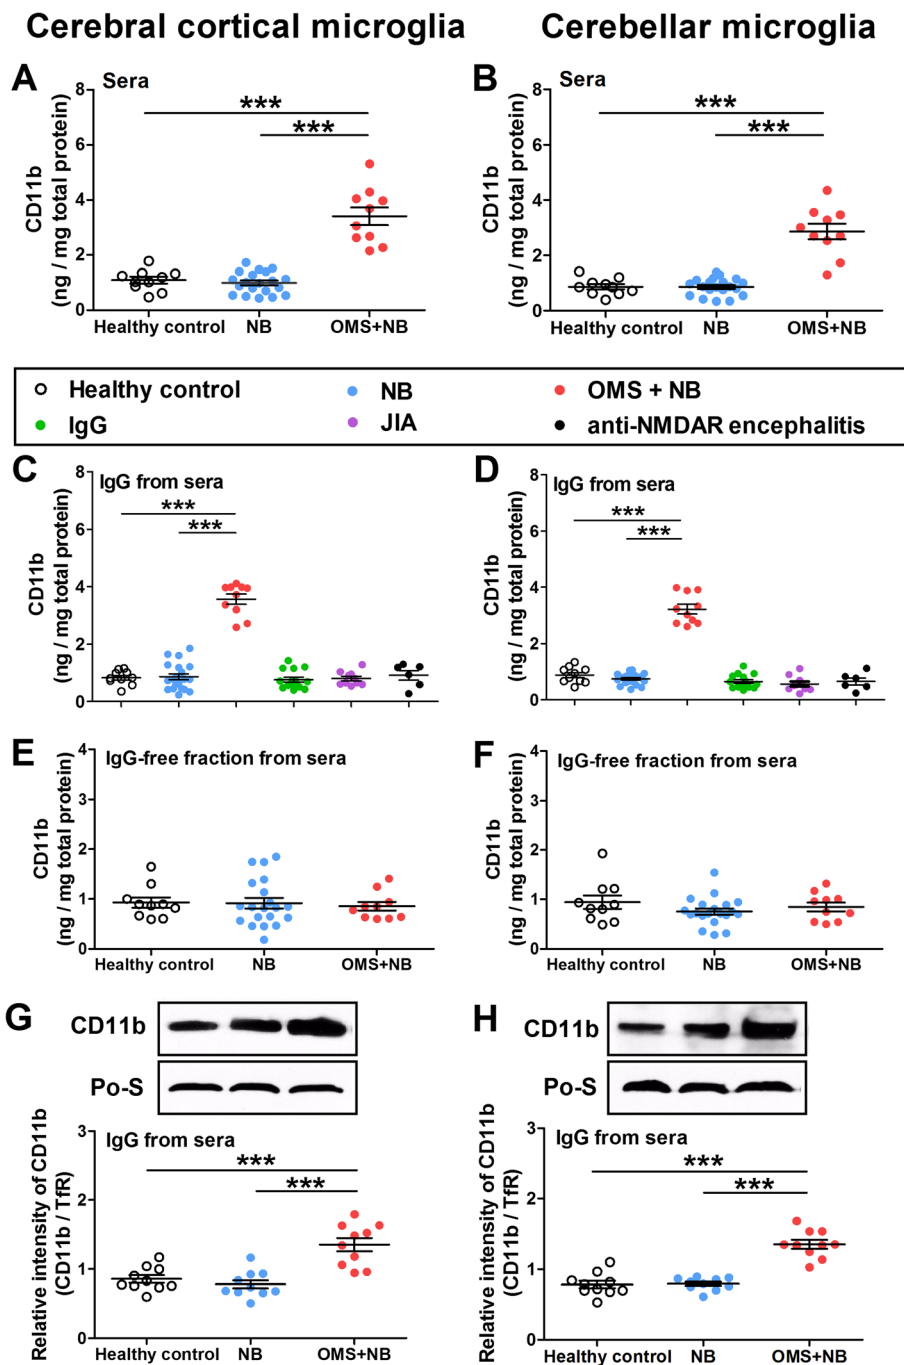 Cerebral cortical microglia Cerebellar microglia
A
Sera
CD11b
(ng / mg total protein)
8
6
4
2
0
***
***
Healthy control NB OMS+NB
B
Sera
CD11b
(ng / mg total protein)
8
6
4
2
0
***
***
Healthy control NB OMS+NB
Healthy control NB OMS + NB
IgG JIA anti-NMDAR encephalitis
C
IgG from sera
CD11b
(ng / mg total protein)
8
6
4
2
0
***
***
D
IgG from sera
CD11b
(ng / mg total protein)
8
6
4
2
0
***
***
E
IgG-free fraction from sera
CD11b
(ng / mg total protein)
4
3
2
1
0
Healthy control NB OMS+NB
F
IgG-free fraction from sera
CD11b
(ng / mg total protein)
4
3
2
1
0
Healthy control NB OMS+NB
G
CD11b
Po-S
IgG from sera
Relative intensity of CD11b
(CD11b / TfR)
3
2
1
0
***
***
Healthy control NB OMS+NB
H
CD11b
Po-S
IgG from sera
Relative intensity of CD11b
(CD11b / TfR)
3
2
1
0
***
***
Healthy control NB OMS+NB